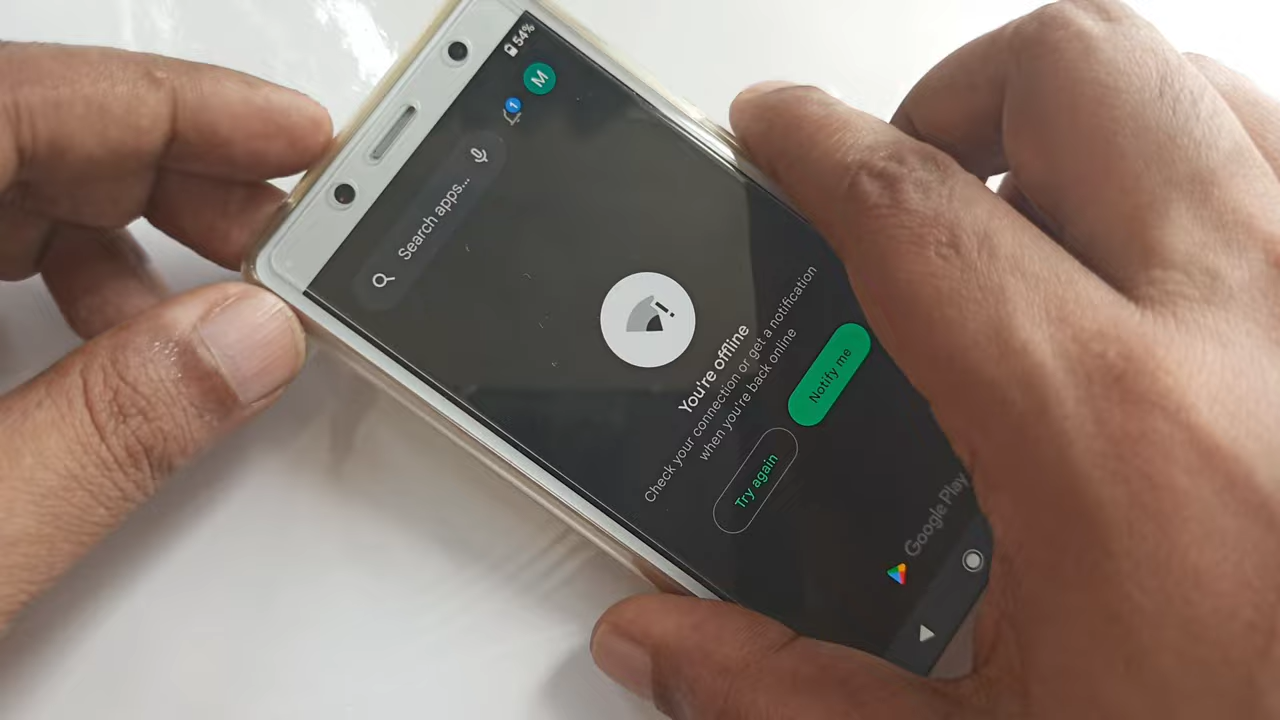 54%
M
1
Search apps...
You're offline
Check your connection or get a notification
when you're back online
Notify me
Try again
Google Play